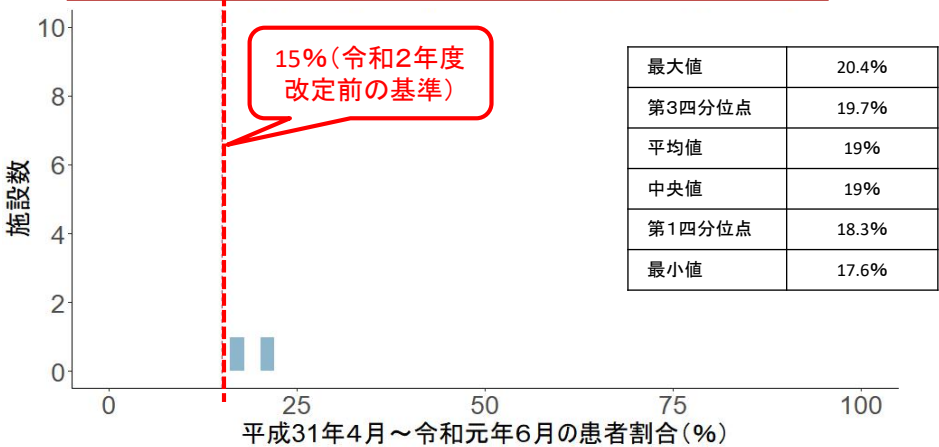 10
8
6
4
2
0
施設数
15%(令和2年度
改定前の基準)
最大値 20.4%
第3四分位点 19.7%
平均値 19%
中央値 19%
第1四分位点 18.3%
最小値 17.6%
0 25 50 75 100
平成31年4月～令和元年6月の患者割合(%)